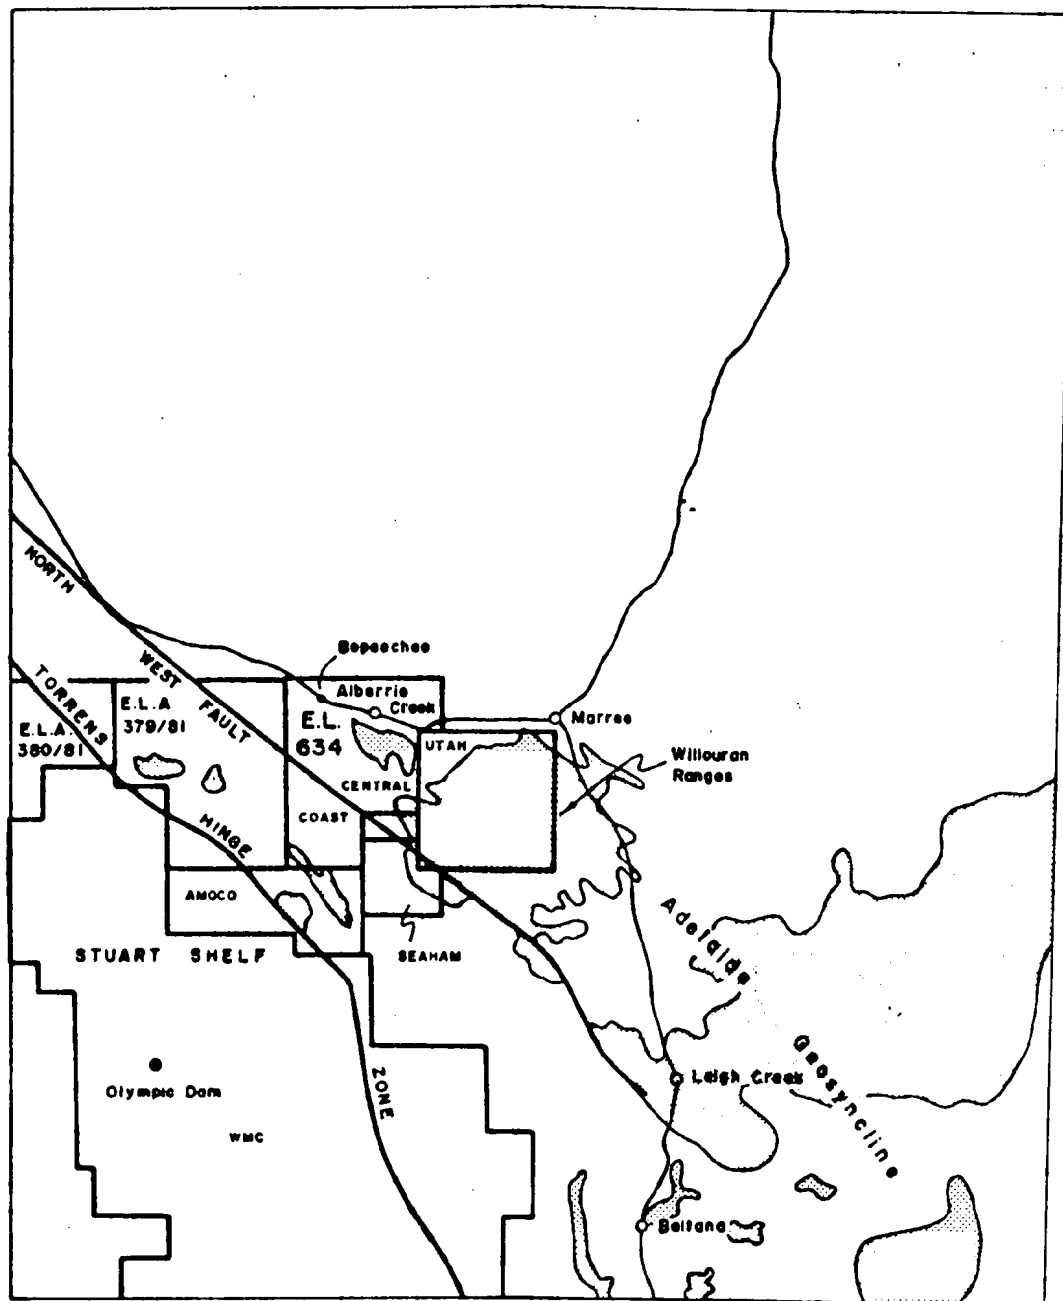 NORTH
WEST
FAULT
TORRENS
HINGE
ZONE
Bopeechee
Alberrie
Creek
Marree
E.L.A
379/81
E.L.A.
380/81
E.L.
634
UTAH
Willouran
Ranges
CENTRAL
COAST
AMOCO
SEAHAM
STUART SHELF
Adelaide
Geosyncline
Olympic Dam
WMC
Leigh Creek
Beltana